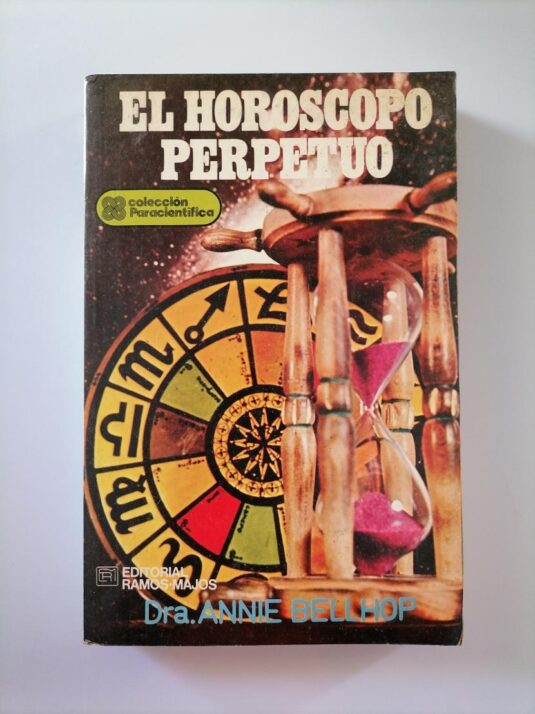 EL HOROSCOPO
PERPETUO
colección
Paracientífica
EDITORIAL
RAMOS-MAJOS
Dra. ANNIE BELLHOP